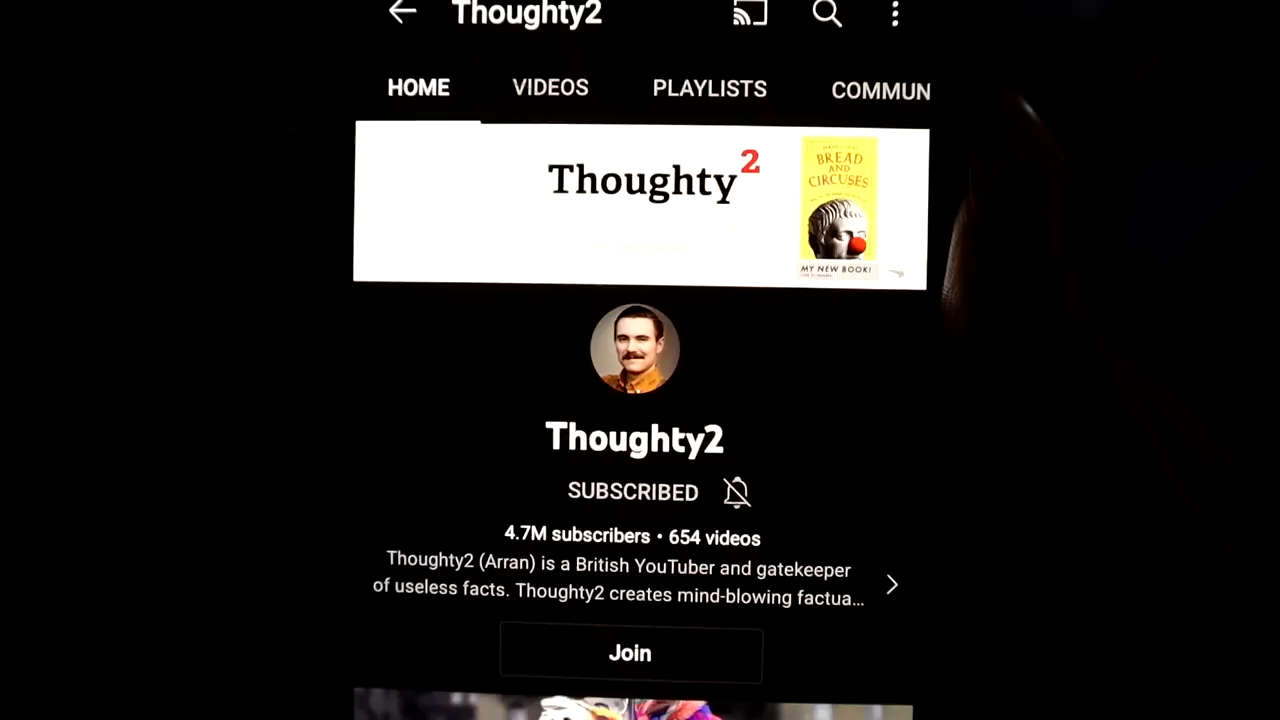 Thoughty2
HOME VIDEOS PLAYLISTS COMMUN
Thoughty2
BREAD
AND
CIRCUSES
MY NEW BOOK!
Thoughty2
SUBSCRIBED
4.7M subscribers • 654 videos
Thoughty2 (Arran) is a British YouTuber and gatekeeper
of useless facts. Thoughty2 creates mind-blowing factua...
Join